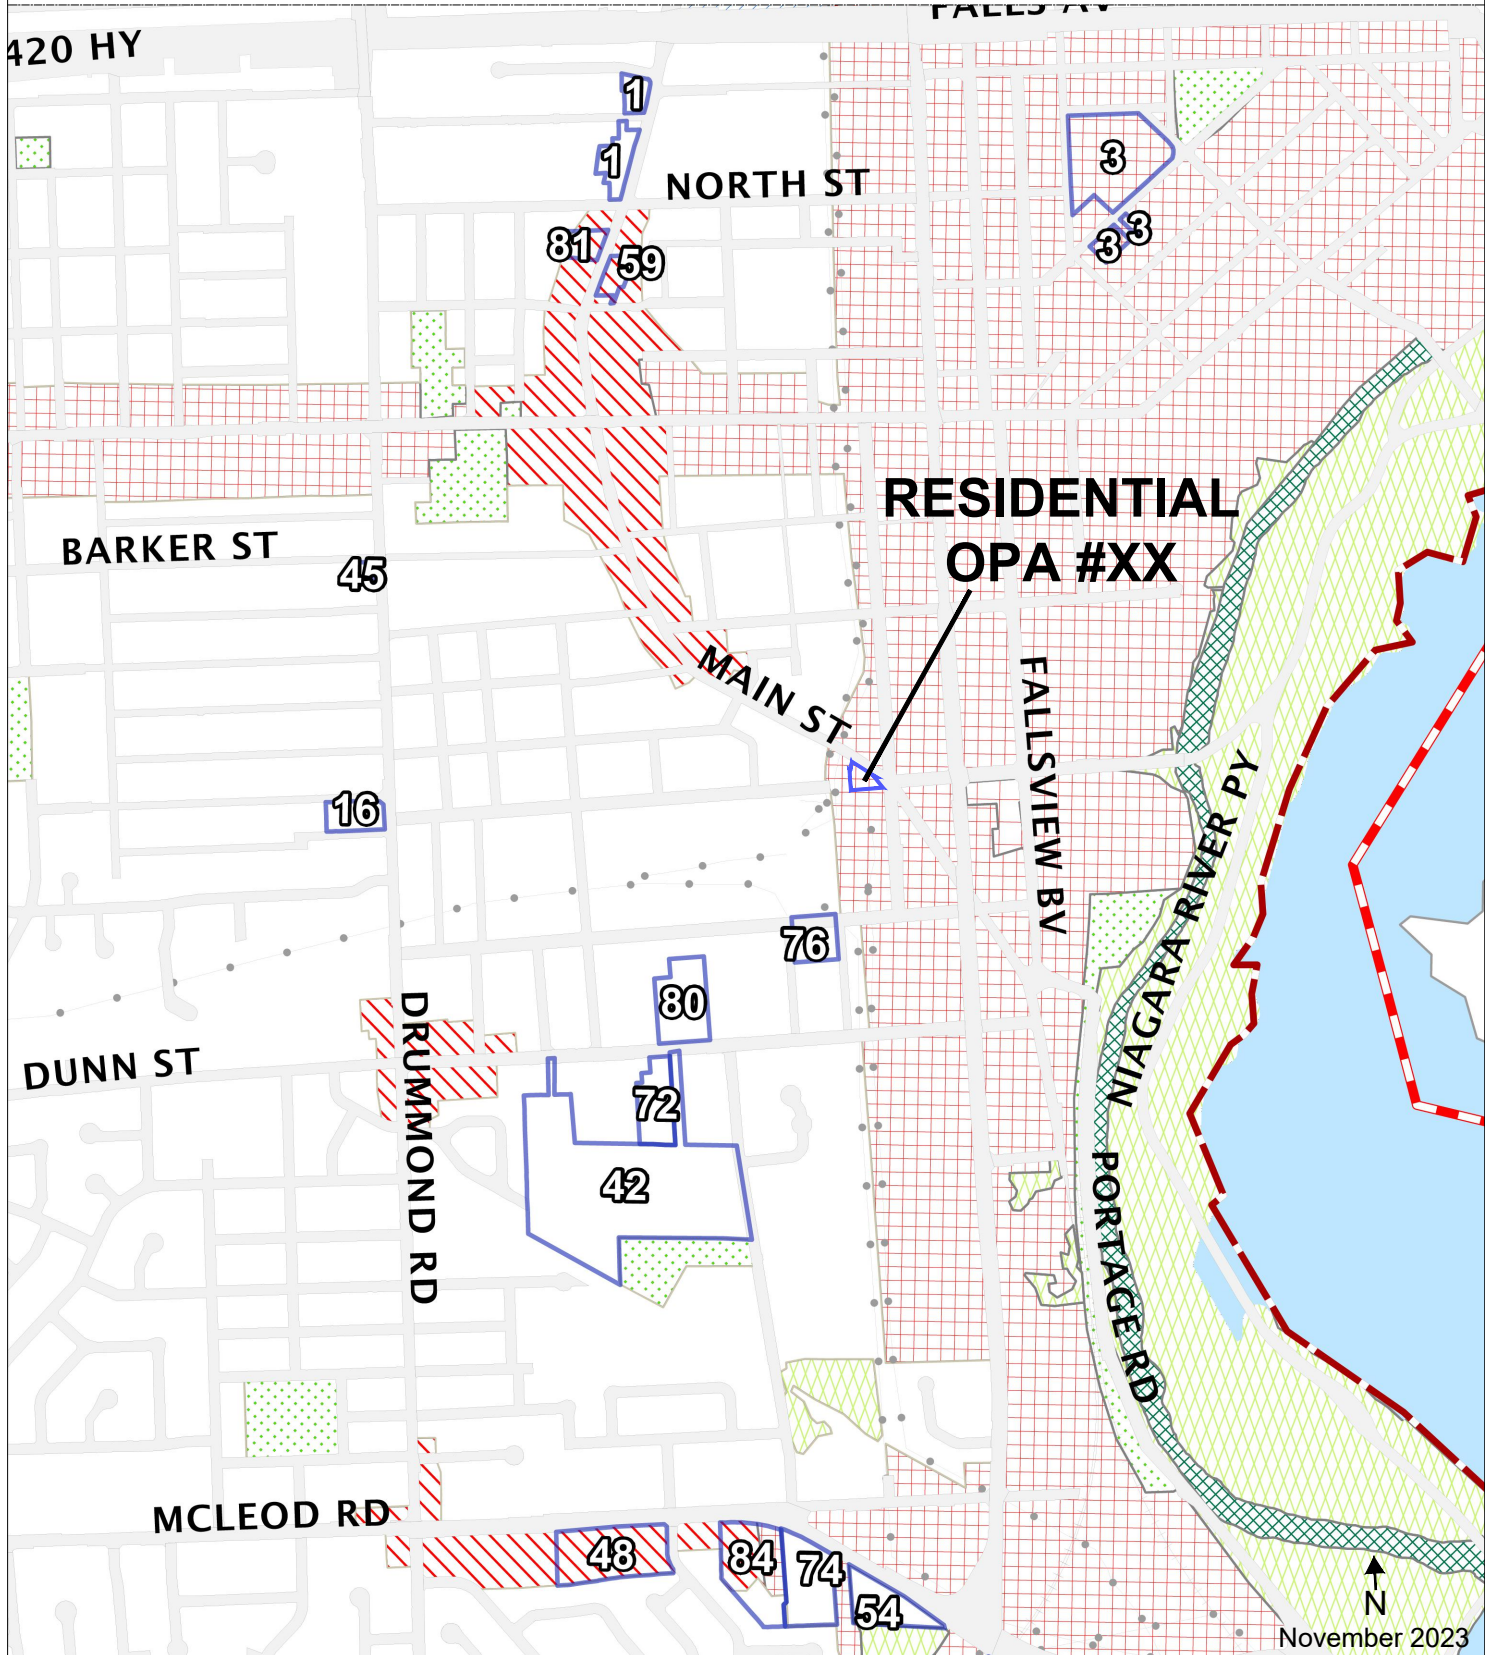 FALLS AV
420 HY
1
1
3
NORTH ST
81
59
3
3
RESIDENTIAL
OPA #XX
BARKER ST
45
MAIN ST
FALLSVIEW BV
16
NIAGARA RIVER PY
76
80
DRUMMOND RD
DUNN ST
72
42
PORTAGE RD
MCLEOD RD
48
84
74
54
N
November 2023